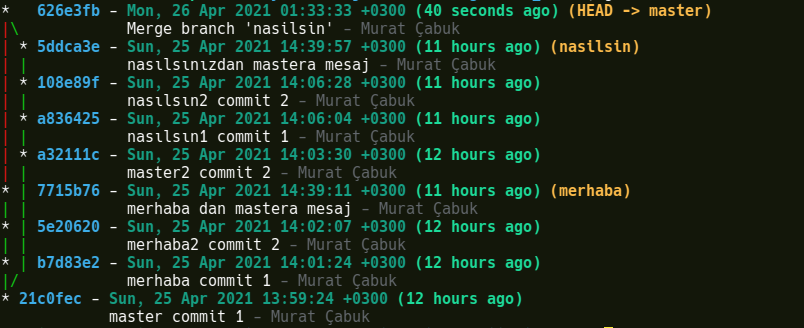 *   626e3fb - Mon, 26 Apr 2021 01:33:33 +0300 (40 seconds ago) (HEAD -> master)
|\            Merge branch 'nasilsin' - Murat Çabuk
| * 5ddca3e - Sun, 25 Apr 2021 14:39:57 +0300 (11 hours ago) (nasilsin)
| |           nasılsınızdan mastera mesaj - Murat Çabuk
| * 108e89f - Sun, 25 Apr 2021 14:06:28 +0300 (11 hours ago)
| |           nasılsın2 commit 2 - Murat Çabuk
| * a836425 - Sun, 25 Apr 2021 14:06:04 +0300 (11 hours ago)
| |           nasılsın1 commit 1 - Murat Çabuk
| * a32111c - Sun, 25 Apr 2021 14:03:30 +0300 (12 hours ago)
| |           master2 commit 2 - Murat Çabuk
* | 7715b76 - Sun, 25 Apr 2021 14:39:11 +0300 (11 hours ago) (merhaba)
| |           merhaba dan mastera mesaj - Murat Çabuk
* | 5e20620 - Sun, 25 Apr 2021 14:02:07 +0300 (12 hours ago)
| |           merhaba2 commit 2 - Murat Çabuk
* | b7d83e2 - Sun, 25 Apr 2021 14:01:24 +0300 (12 hours ago)
|/            merhaba commit 1 - Murat Çabuk
* 21c0fec - Sun, 25 Apr 2021 13:59:24 +0300 (12 hours ago)
            master commit 1 - Murat Çabuk